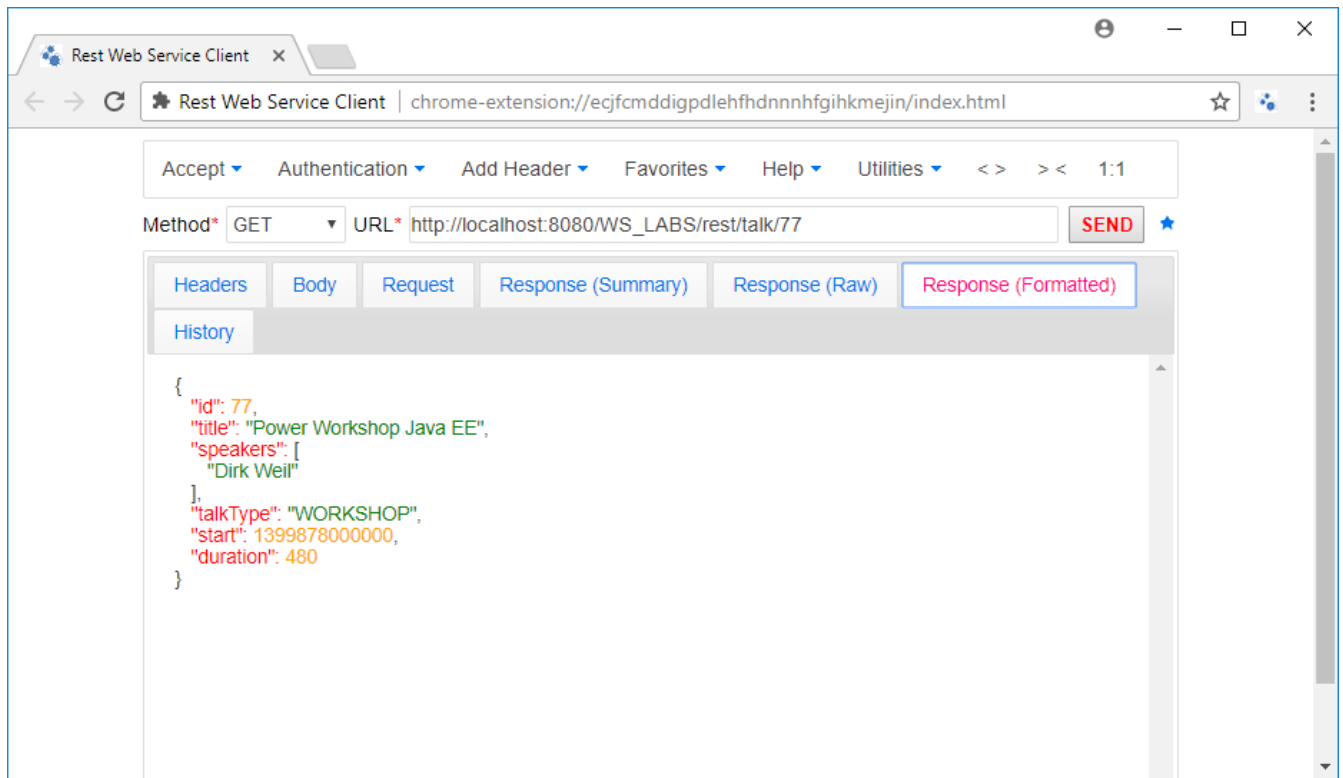 Rest Web Service Client
Rest Web Service Client | chrome-extension://ecjfcmddigpdlehfhdnnnhfgihkmejin/index.html
Accept Authentication Add Header Favorites Help Utilities < > > < 1:1
Method* GET URL* http://localhost:8080/WS_LABS/rest/talk/77 SEND
Headers Body Request Response (Summary) Response (Raw) Response (Formatted)
History
{
"id": 77,
"title": "Power Workshop Java EE",
"speakers": [
"Dirk Weil"
],
"talkType": "WORKSHOP",
"start": 1399878000000,
"duration": 480
}